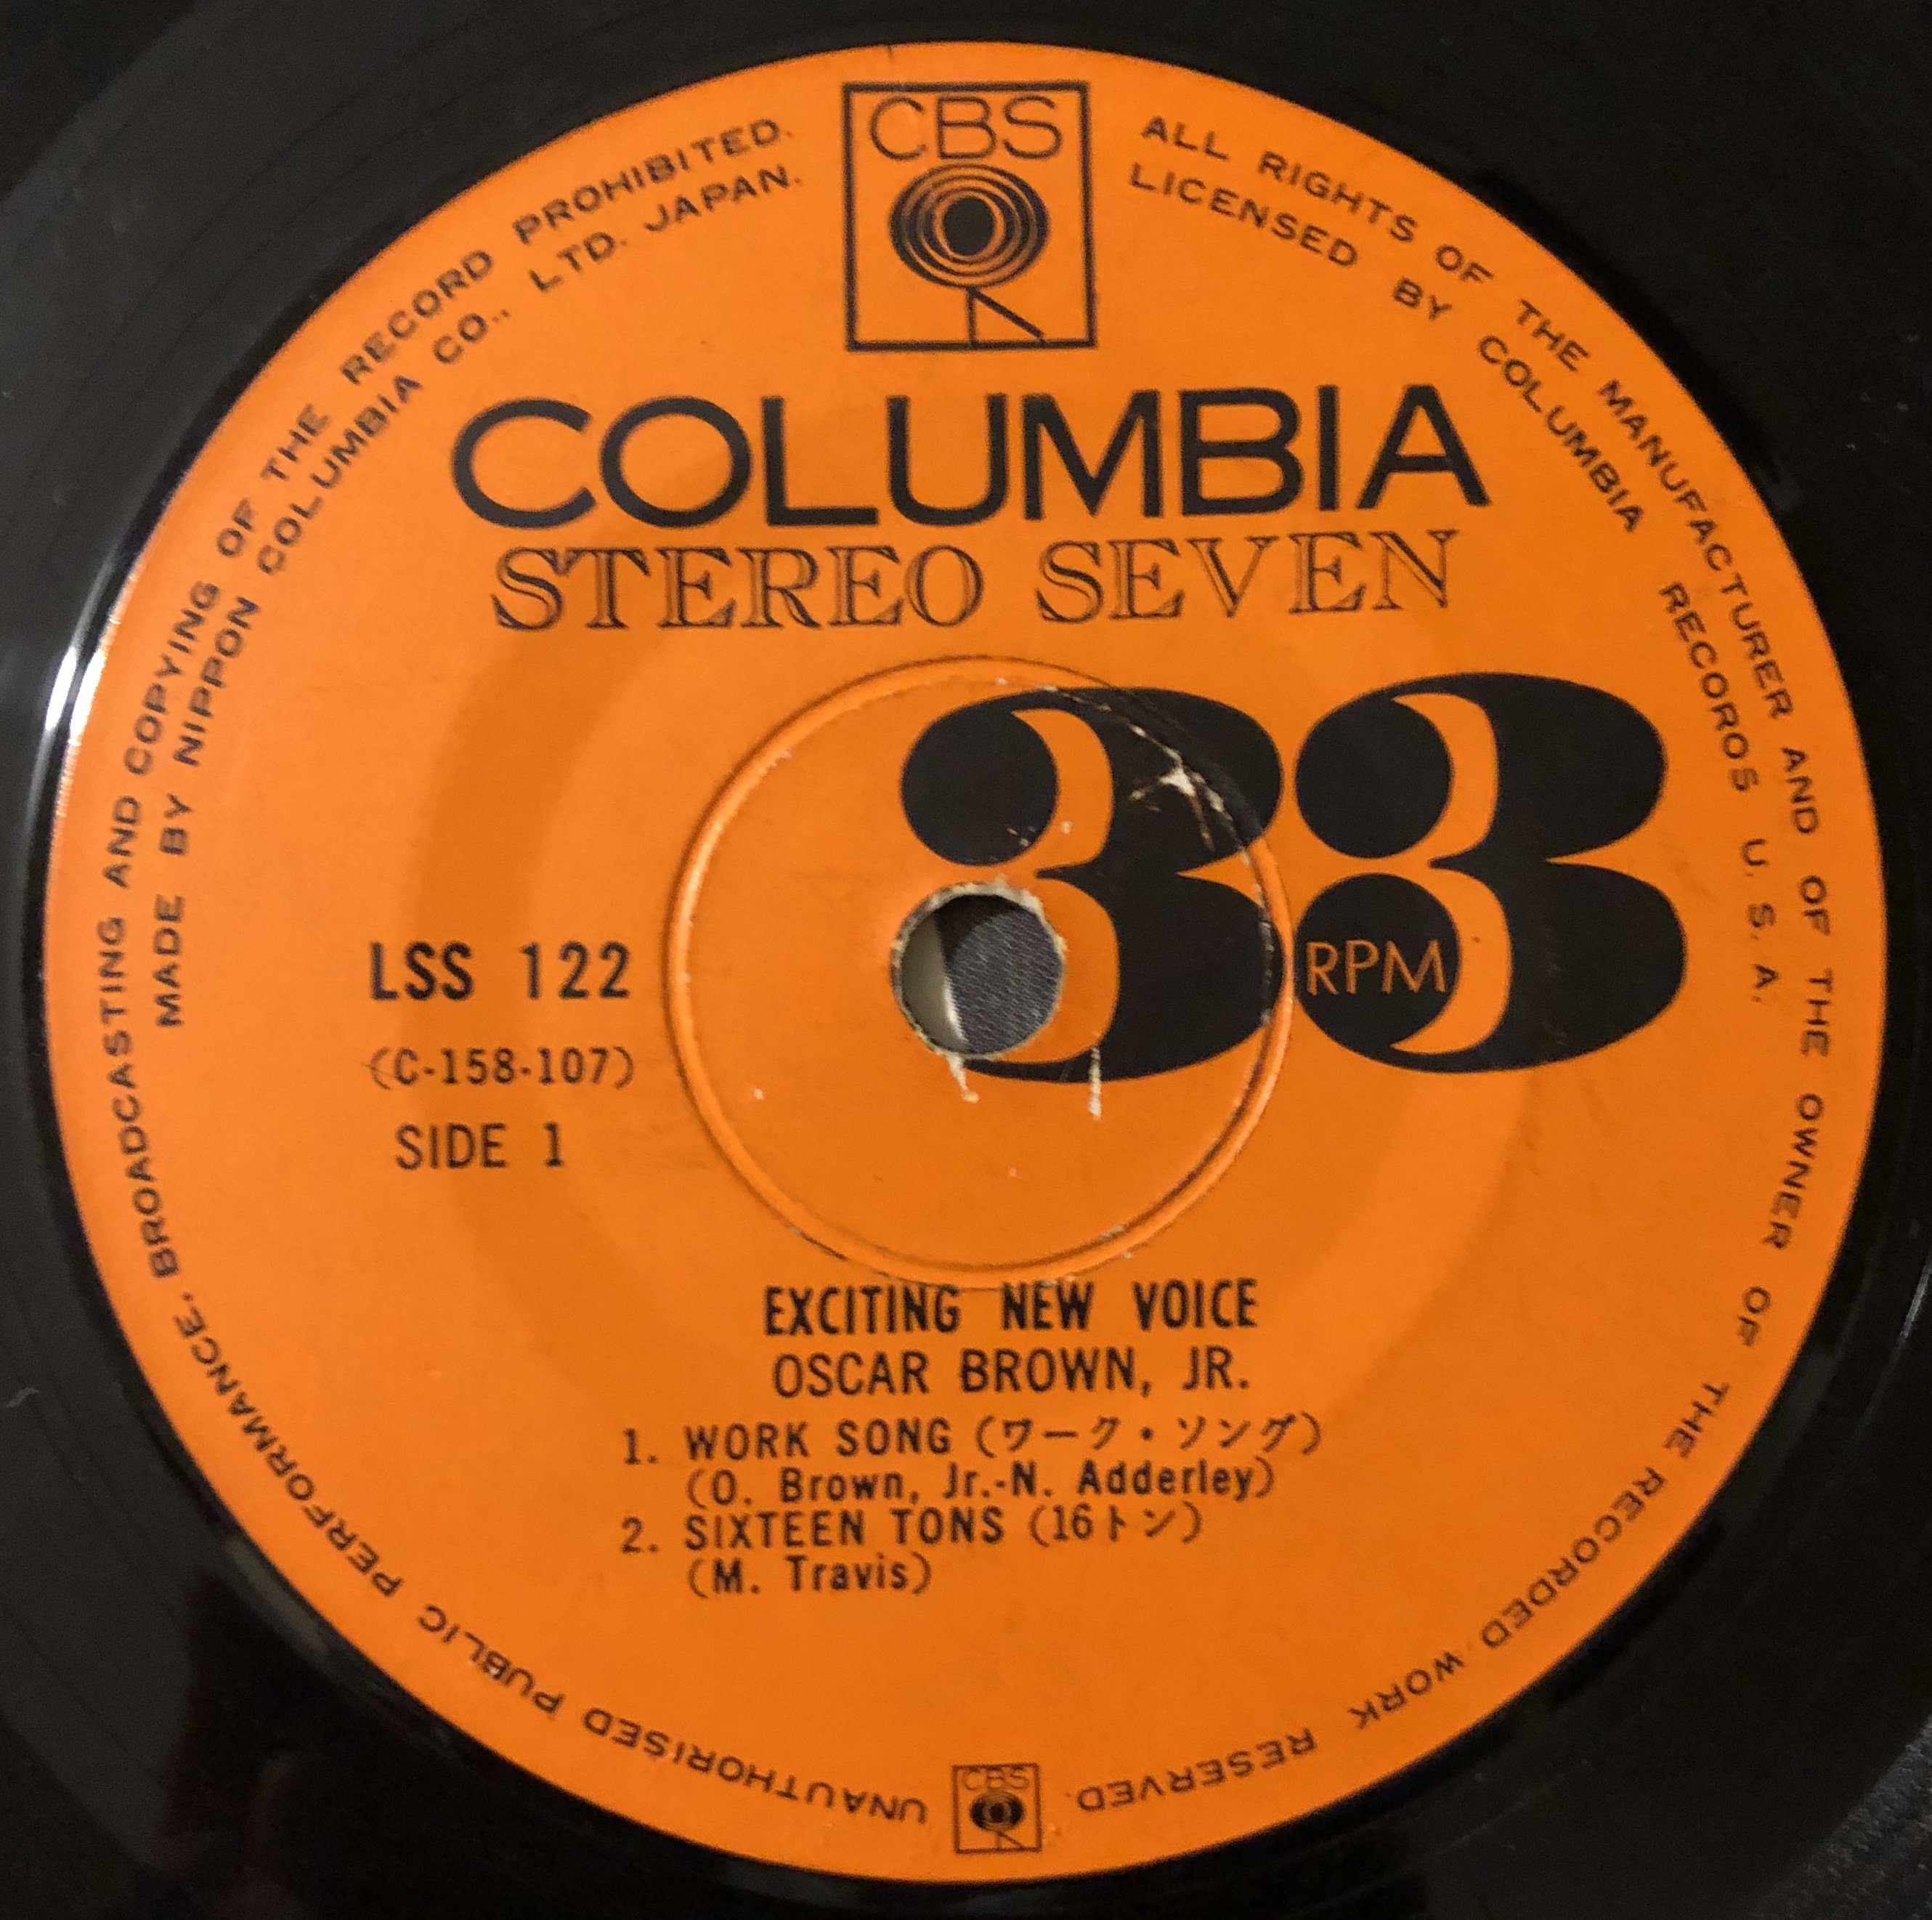 CBS
COLUMBIA
STEREO SEVEN
33
RPM
LSS 122
(C-158-107)
SIDE 1
EXCITING NEW VOICE
OSCAR BROWN, JR.
1. WORK SONG (ワーク・ソング)
(O. Brown, Jr.-N. Adderley)
2. SIXTEEN TONS (16トン)
(M. Travis)
ALL RIGHTS OF THE MANUFACTURER AND OF THE OWNER OF THE RECORDED WORK RESERVED.
LICENSED BY COLUMBIA RECOROS U. S. A.
CBS
UNAUTHORISED PUBLIC PERFORMANCE, BROADCASTING AND COPYING OF THE RECORD PROHIBITED.
MADE BY NIPPON COLUMBIA CO., LTD. JAPAN.